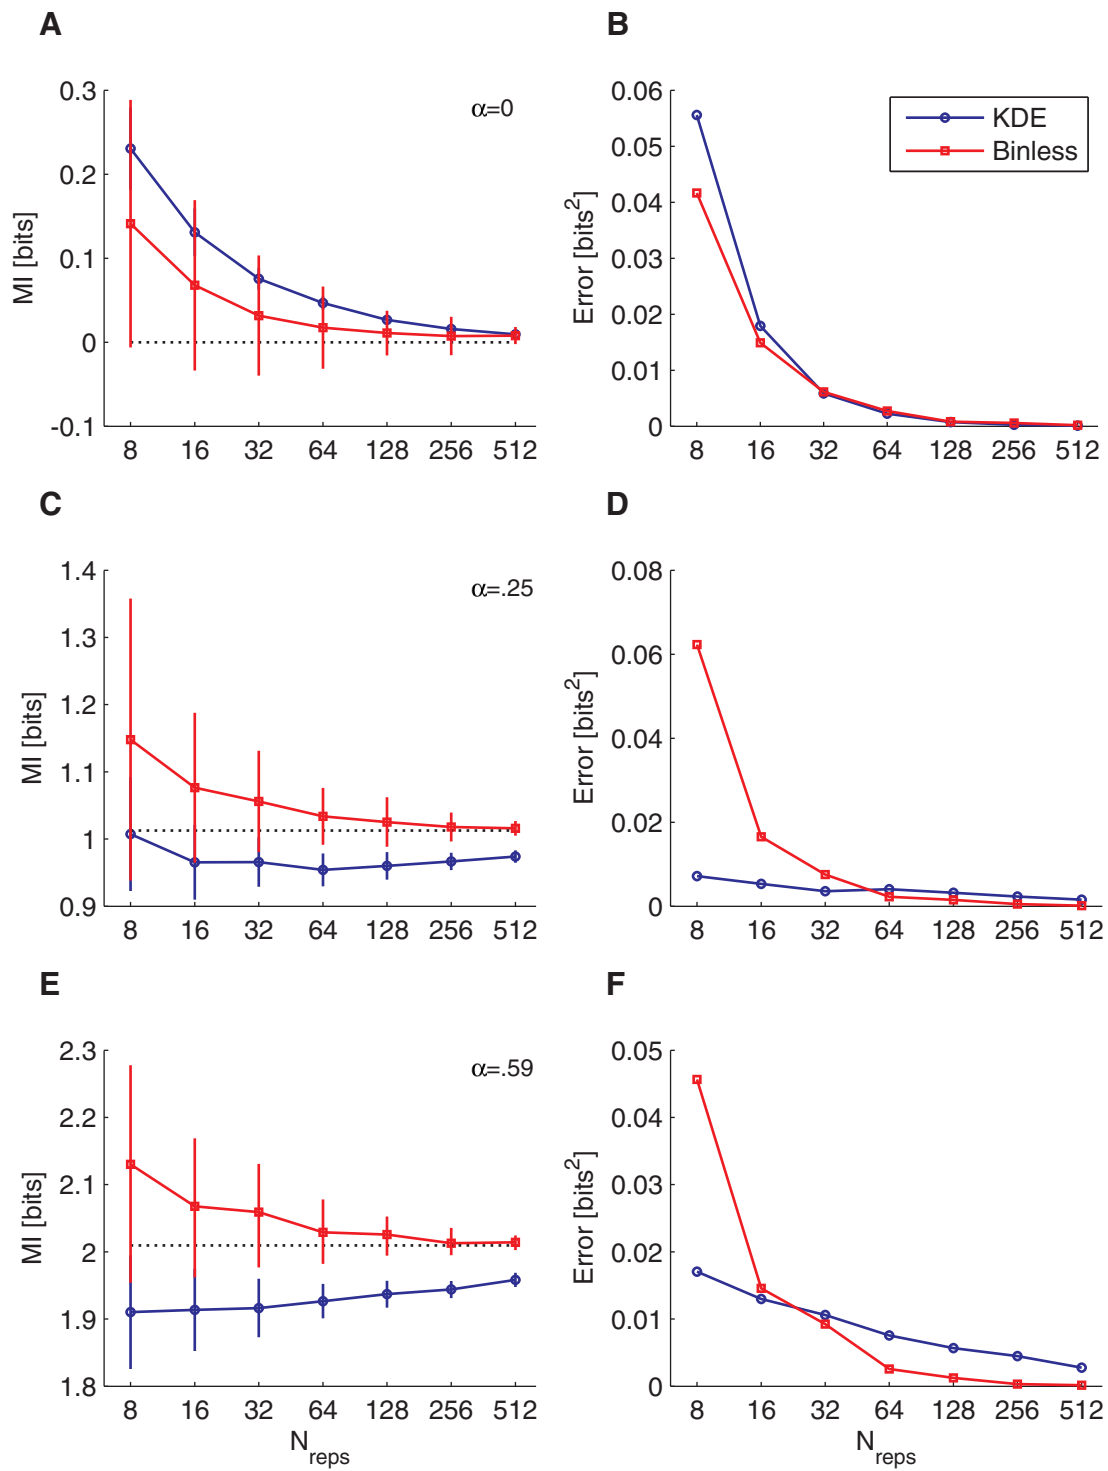 A
B
0.3
0.2
0.1
0
-0.1
MI [bits]
α=0
8 16 32 64 128 256 512
0.06
0.05
0.04
0.03
0.02
0.01
0
Error [bits²]
KDE
Binless
8 16 32 64 128 256 512
C
D
1.4
1.3
1.2
1.1
1
0.9
MI [bits]
α=.25
8 16 32 64 128 256 512
0.08
0.06
0.04
0.02
0
Error [bits²]
8 16 32 64 128 256 512
E
F
2.3
2.2
2.1
2
1.9
1.8
MI [bits]
α=.59
8 16 32 64 128 256 512
N_reps
0.05
0.04
0.03
0.02
0.01
0
Error [bits²]
8 16 32 64 128 256 512
N_reps